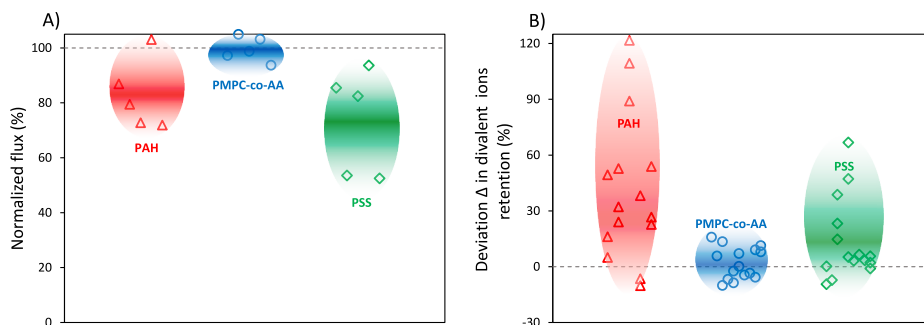 A)
Normalized flux (%)
100
80
60
40
20
0
PAH
PMPC-co-AA
PSS
B)
Deviation Δ in divalent ions
retention (%)
120
90
60
30
0
-30
PAH
PMPC-co-AA
PSS